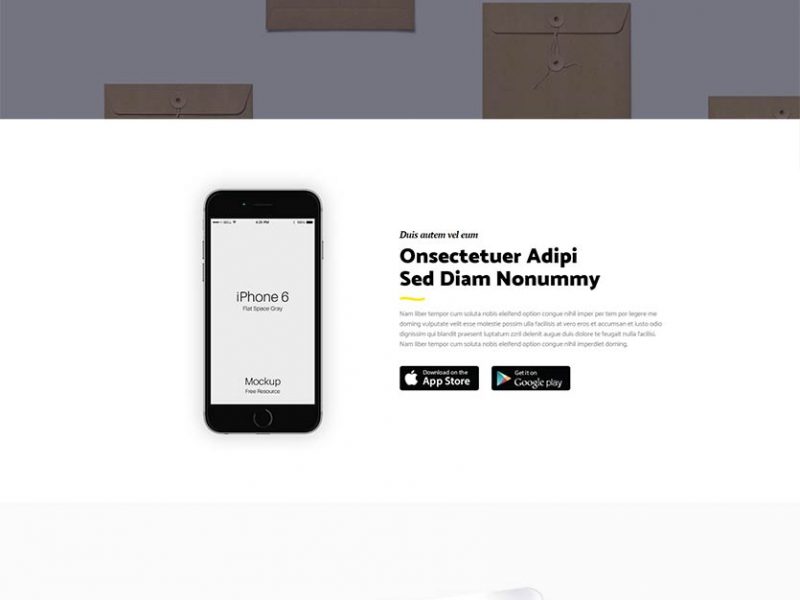 4:21 PM
iPhone 6
Flat Space Gray
Mockup
Free Resource
Duis autem vel eum
Onsectetuer Adipi
Sed Diam Nonummy
Nam liber tempor cum soluta nobis eleifend option congue nihil imper per tem por legere me
doming vulputate velit esse molestie possim ulla facilisis at vero eros et accumsan et iusto odio
dignissim qui blandit praesent luptatum zzril delenit augue duis dolore te feugait nulla facilisi.
Nam liber tempor cum soluta nobis eleifend option congue nihil imperdiet doming.
Download on the
App Store
Get it on
Google play